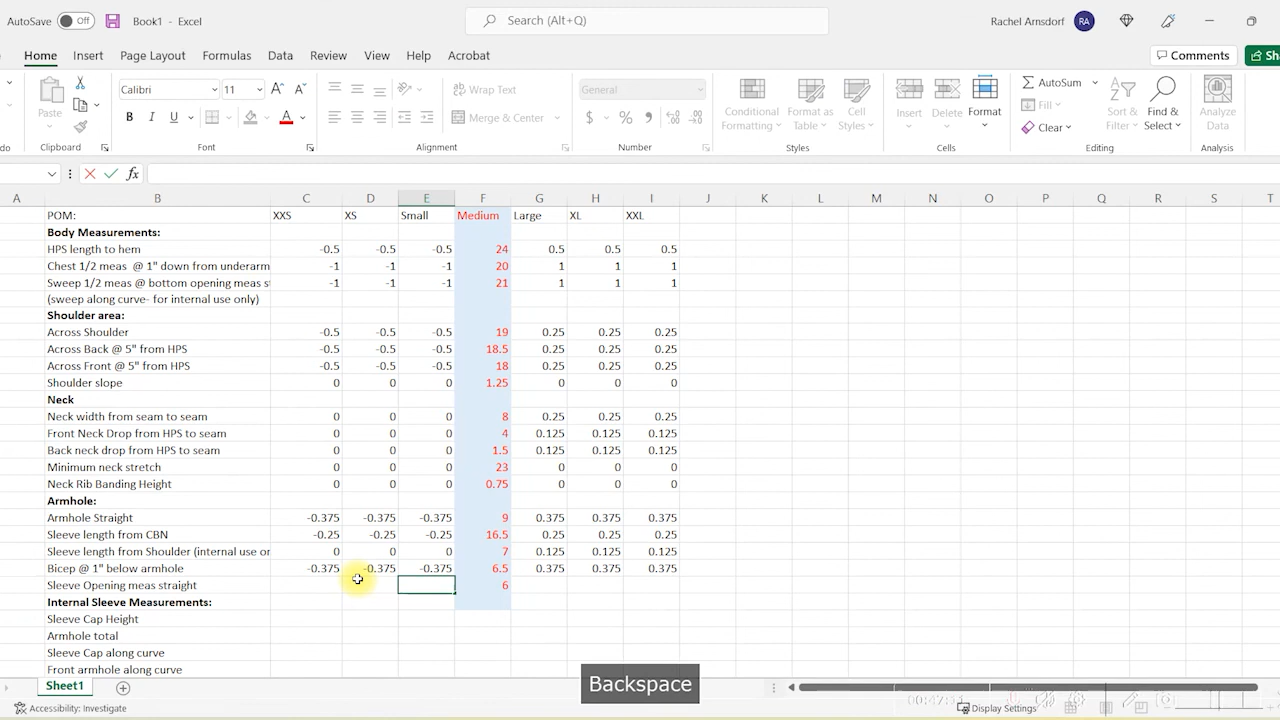 AutoSave Off Book1 - Excel Search (Alt+Q) Rachel Arnsdorf RA
Home Insert Page Layout Formulas Data Review View Help Acrobat Comments Sha
Paste Calibri 11 A^ A˅ Wrap Text General Conditional Formatting Format as Table Cell Styles Insert Delete Format AutoSum Sort & Filter Find & Select Analyze Data
B I U A Merge & Center $ % Fill
Clear
Clipboard Font Alignment Number Styles Cells Editing Analysis
fx
A B C D E F G H I J K L M N O P Q R S T
POM: XXS XS Small Medium Large XL XXL
Body Measurements:
HPS length to hem -0.5 -0.5 -0.5 24 0.5 0.5 0.5
Chest 1/2 meas @ 1" down from underarm -1 -1 -1 20 1 1 1
Sweep 1/2 meas @ bottom opening meas s -1 -1 -1 21 1 1 1
(sweep along curve- for internal use only)
Shoulder area:
Across Shoulder -0.5 -0.5 -0.5 19 0.25 0.25 0.25
Across Back @ 5" from HPS -0.5 -0.5 -0.5 18.5 0.25 0.25 0.25
Across Front @ 5" from HPS -0.5 -0.5 -0.5 18 0.25 0.25 0.25
Shoulder slope 0 0 0 1.25 0 0 0
Neck
Neck width from seam to seam 0 0 0 8 0.25 0.25 0.25
Front Neck Drop from HPS to seam 0 0 0 4 0.125 0.125 0.125
Back neck drop from HPS to seam 0 0 0 1.5 0.125 0.125 0.125
Minimum neck stretch 0 0 0 23 0 0 0
Neck Rib Banding Height 0 0 0 0.75 0 0 0
Armhole:
Armhole Straight -0.375 -0.375 -0.375 9 0.375 0.375 0.375
Sleeve length from CBN -0.25 -0.25 -0.25 16.5 0.25 0.25 0.25
Sleeve length from Shoulder (internal use or 0 0 0 7 0.125 0.125 0.125
Bicep @ 1" below armhole -0.375 -0.375 -0.375 6.5 0.375 0.375 0.375
Sleeve Opening meas straight 6
Internal Sleeve Measurements:
Sleeve Cap Height
Armhole total
Sleeve Cap along curve
Front armhole along curve
Backspace
Sheet1
Accessibility: Investigate Display Settings